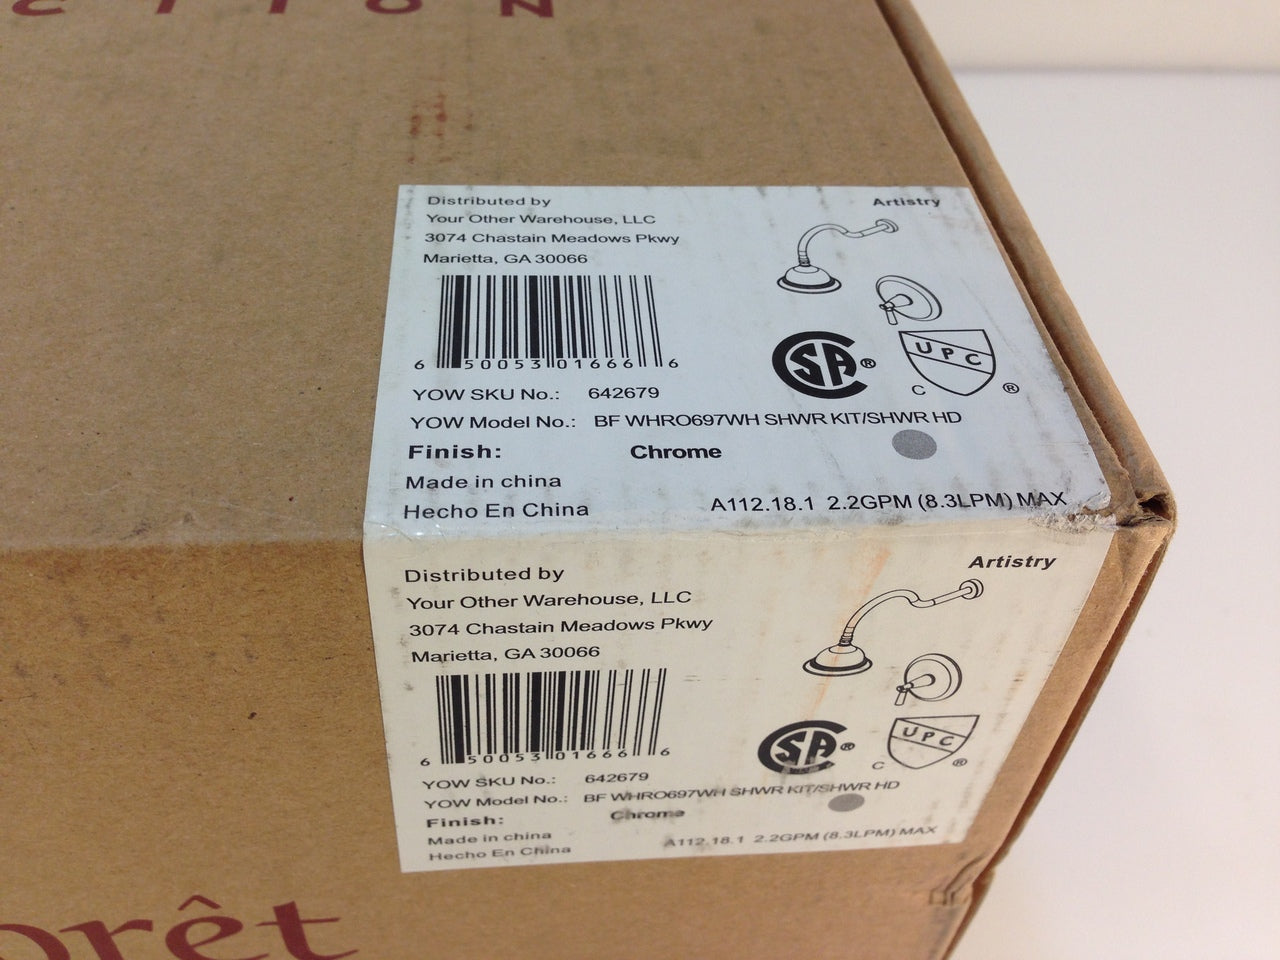 CTION
Distributed by
Your Other Warehouse, LLC
3074 Chastain Meadows Pkwy
Marietta, GA 30066
Artistry
6 50053 01666 6
CSA ®
UPC
C ®
YOW SKU No.: 642679
YOW Model No.: BF WHRO697WH SHWR KIT/SHWR HD
Finish: Chrome
Made in china
Hecho En China
A112.18.1 2.2GPM (8.3LPM) MAX
Distributed by
Your Other Warehouse, LLC
3074 Chastain Meadows Pkwy
Marietta, GA 30066
Artistry
6 50053 01666 6
CSA ®
UPC
C ®
YOW SKU No.: 642679
YOW Model No.: BF WHRO697WH SHWR KIT/SHWR HD
Finish: Chrome
Made in china
Hecho En China
A112.18.1 2.2GPM (8.3LPM) MAX
orêt